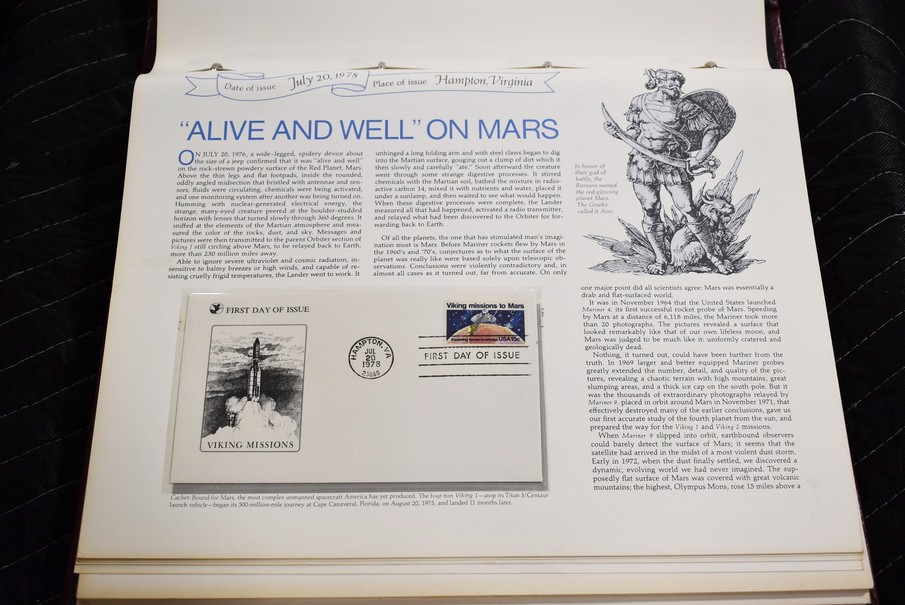 Date of issue July 20, 1978 Place of issue Hampton, Virginia
"ALIVE AND WELL" ON MARS
ON JULY 20, 1976, a wide-legged, spidery device about
the size of a jeep confirmed that it was "alive and well"
on the rock-strewn powdery surface of the Red Planet, Mars.
Above the thin legs and flat footpads, inside the rounded,
oddly angled midsection that bristled with antennae and sen-
sors, fluids were circulating, chemicals were being activated,
and one monitoring system after another was being turned on.
Humming with nuclear-generated electrical energy, the
strange, many-eyed creature peered at the boulder-studded
horizon with lenses that turned slowly through 360 degrees. It
sniffed at the elements of the Martian atmosphere and mea-
sured the color of the rocks, dust, and sky. Messages and
pictures were then transmitted to the parent Orbiter section of
Viking 1 still circling above Mars, to be relayed back to Earth,
more than 230 million miles away.
Able to ignore severe ultraviolet and cosmic radiation, in-
sensitive to balmy breezes or high winds, and capable of re-
sisting cruelly frigid temperatures, the Lander went to work. It
unhinged a long folding arm and with steel claws began to dig
into the Martian surface, gouging out a clump of dirt which it
then slowly and carefully "ate." Soon afterward the creature
went through some strange digestive processes. It stirred
chemicals with the Martian soil, bathed the mixture in radio-
active carbon 14, mixed it with nutrients and water, placed it
under a sunlamp, and then waited to see what would happen.
When these digestive processes were complete, the Lander
measured all that had happened, activated a radio transmitter,
and relayed what had been discovered to the Orbiter for for-
warding back to Earth.
Of all the planets, the one that has stimulated man's imagi-
nation most is Mars. Before Mariner rockets flew by Mars in
the 1960's and '70's, conjectures as to what the surface of the
planet was really like were based solely upon telescopic ob-
servations. Conclusions were violently contradictory and, in
almost all cases as it turned out, far from accurate. On only
In honor of
their god of
battle, the
Romans named
the red-glowing
planet Mars.
The Greeks
called it Ares.
one major point did all scientists agree: Mars was essentially a
drab and flat-surfaced world.
It was in November 1964 that the United States launched
Mariner 4, its first successful rocket probe of Mars. Speeding
by Mars at a distance of 6,118 miles, the Mariner took more
than 20 photographs. The pictures revealed a surface that
looked remarkably like that of our own lifeless moon, and
Mars was judged to be much like it: uniformly cratered and
geologically dead.
Nothing, it turned out, could have been further from the
truth. In 1969 larger and better equipped Mariner probes
greatly extended the number, detail, and quality of the pic-
tures, revealing a chaotic terrain with high mountains, great
slumping areas, and a thick ice cap on the south pole. But it
was the thousands of extraordinary photographs relayed by
Mariner 9, placed in orbit around Mars in November 1971, that
effectively destroyed many of the earlier conclusions, gave us
our first accurate study of the fourth planet from the sun, and
prepared the way for the Viking 1 and Viking 2 missions.
When Mariner 9 slipped into orbit, earthbound observers
could barely detect the surface of Mars; it seems that the
satellite had arrived in the midst of a most violent dust storm.
Early in 1972, when the dust finally settled, we discovered a
dynamic, evolving world we had never imagined. The sup-
posedly flat surface of Mars was covered with great volcanic
mountains; the highest, Olympus Mons, rose 15 miles above a
FIRST DAY OF ISSUE
VIKING MISSIONS
HAMPTON, VA
JUL
20
1978
Viking missions to Mars
USA 15c
FIRST DAY OF ISSUE
Cachet: Bound for Mars, the most complex unmanned spacecraft America has yet produced. The four-ton Viking 1—atop its Titan 3/Centaur
launch vehicle—began its 500-million-mile journey at Cape Canaveral, Florida, on August 20, 1975, and landed 11 months later.